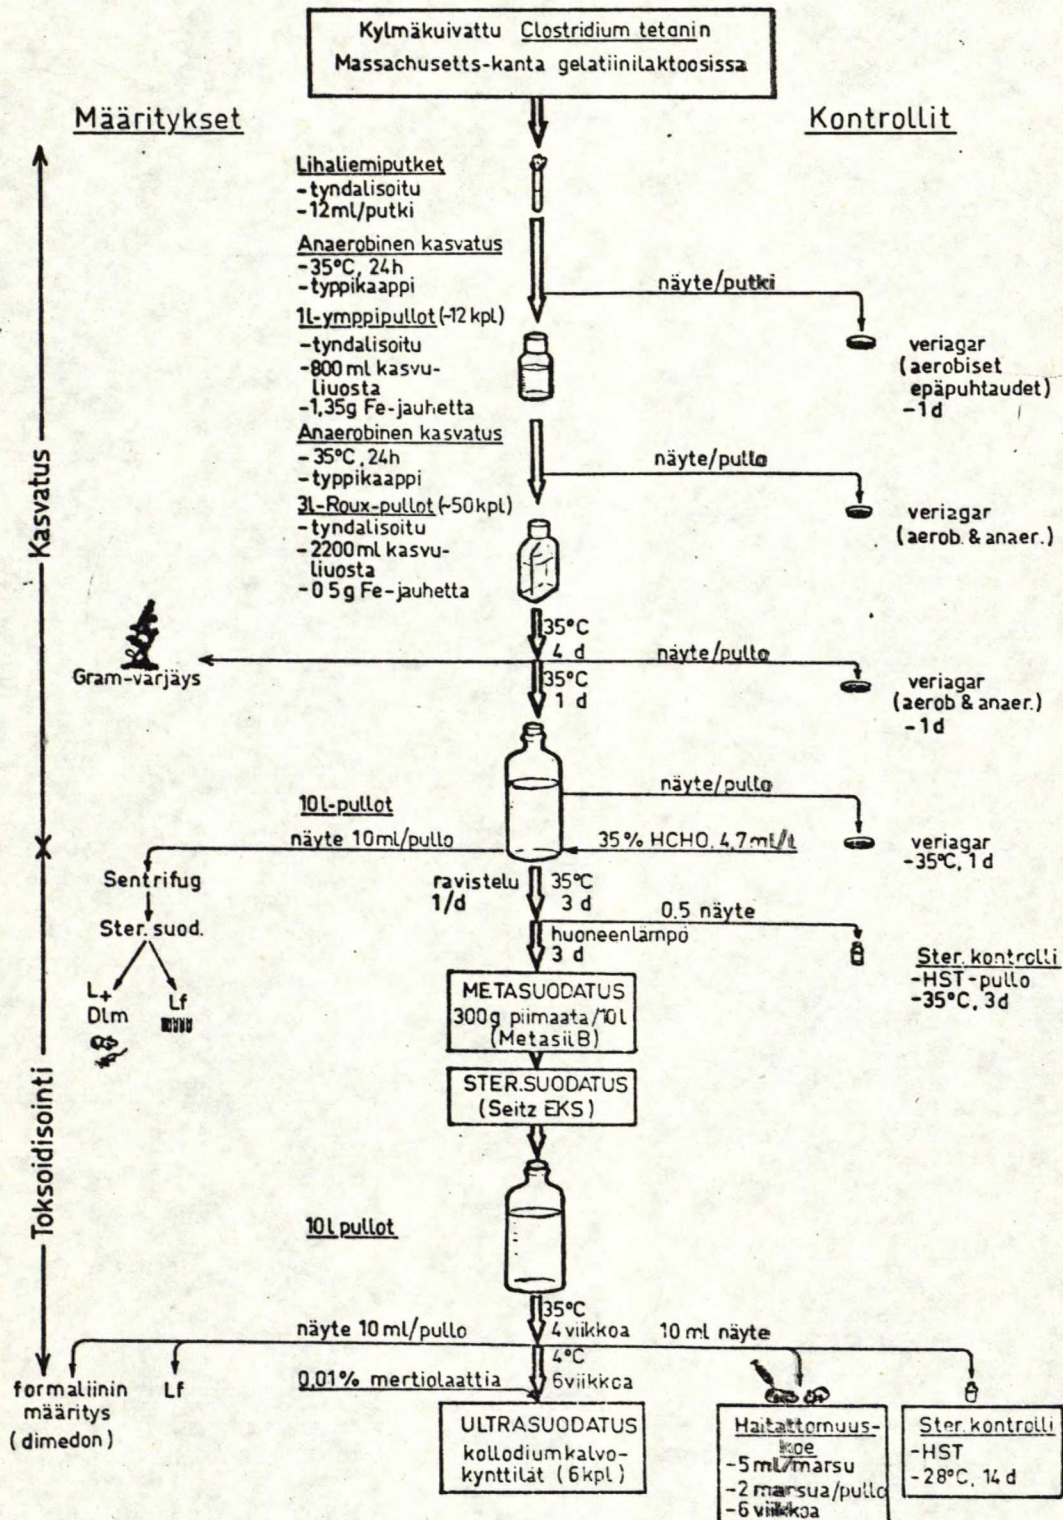 Kylmäkuivattu Clostridium tetanin
Massachusetts-kanta gelatiinilaktoosissa
Määritykset
Kontrollit
Kasvatus
Lihaliemiputket
-tyndalisoitu
-12ml/putki
Anaerobinen kasvatus
-35°C, 24h
-typpikaappi
näyte/putki
veriagar
(aerobiset
epäpuhtaudet)
-1d
1l-ymppipullot (~12 kpl)
-tyndalisoitu
-800 ml kasvu-
liuosta
-1,35g Fe-jauhetta
Anaerobinen kasvatus
-35°C, 24h
-typpikaappi
näyte/pullo
veriagar
(aerob. & anaer.)
3l-Roux-pullot (~50 kpl)
-tyndalisoitu
-2200ml kasvu-
liuosta
-0 5g Fe-jauhetta
35°C
4 d
Gram-värjäys
näyte/pullo
35°C
1 d
veriagar
(aerob & anaer.)
-1d
10l-pullot
näyte/pullo
veriagar
-35°C, 1d
näyte 10ml/pullo
35% HCHO, 4,7ml/l
Sentrifug
Ster. suod.
L+
Dlm
Lf
ravistelu
1/d
35°C
3 d
0,5 näyte
huoneenlämpö
3 d
Ster. kontrolli
-HST-pullo
-35°C, 3d
METASUODATUS
300g piimaata/10l
(Metasil B)
STER.SUODATUS
(Seitz EKS)
Toksoidisointi
10l pullot
35°C
4 viikkoa
näyte 10 ml/pullo
10 ml näyte
4°C
6viikkoa
formaliinin
määritys
(dimedon)
Lf
0,01% mertiolaattia
ULTRASUODATUS
kollodiumkalvo-
kynttilät (6kpl)
Haitattomuus-
koe
-5 ml/marsu
-2 marsua/pullo
-6 viikkoa
Ster. kontrolli
-HST
-28°C, 14 d